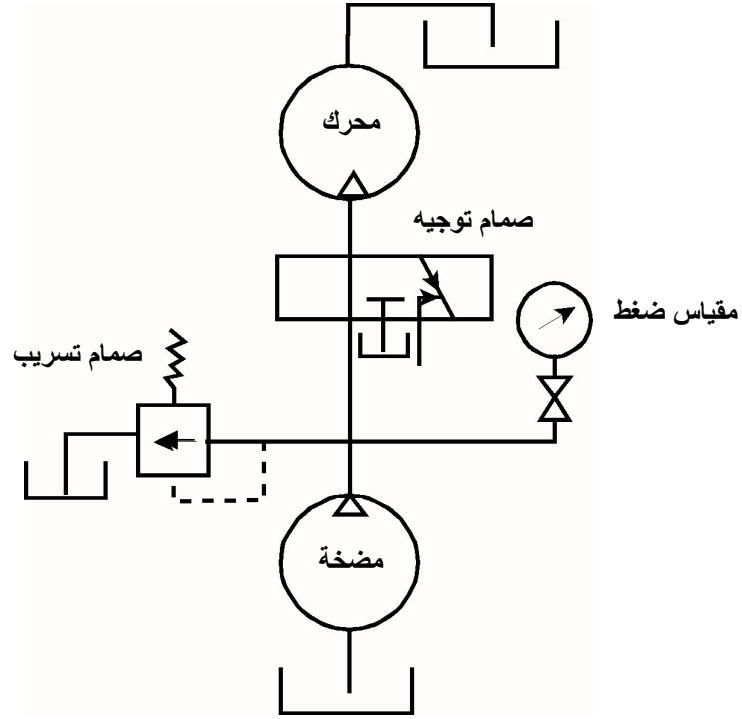 محرك
صمام توجيه
مقياس ضغط
صمام تسريب
مضخة